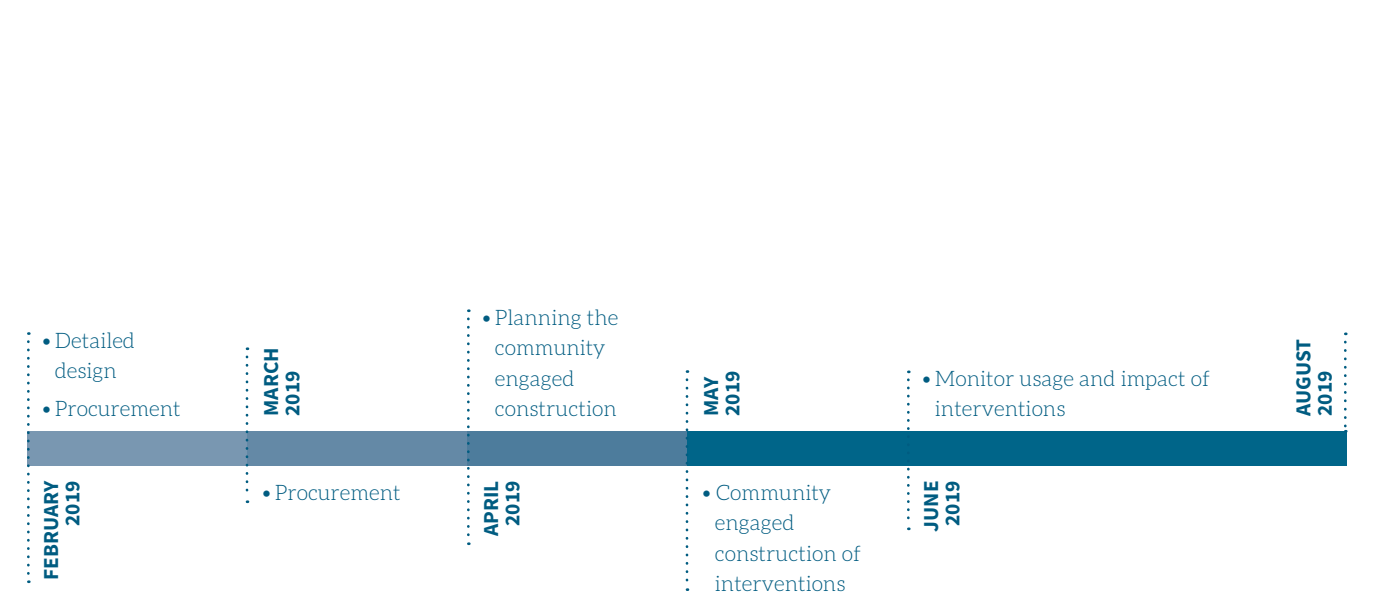 • Detailed
design
• Procurement
FEBRUARY
2019
MARCH
2019
• Procurement
• Planning the
community
engaged
construction
APRIL
2019
MAY
2019
• Community
engaged
construction of
interventions
• Monitor usage and impact of
interventions
JUNE
2019
AUGUST
2019